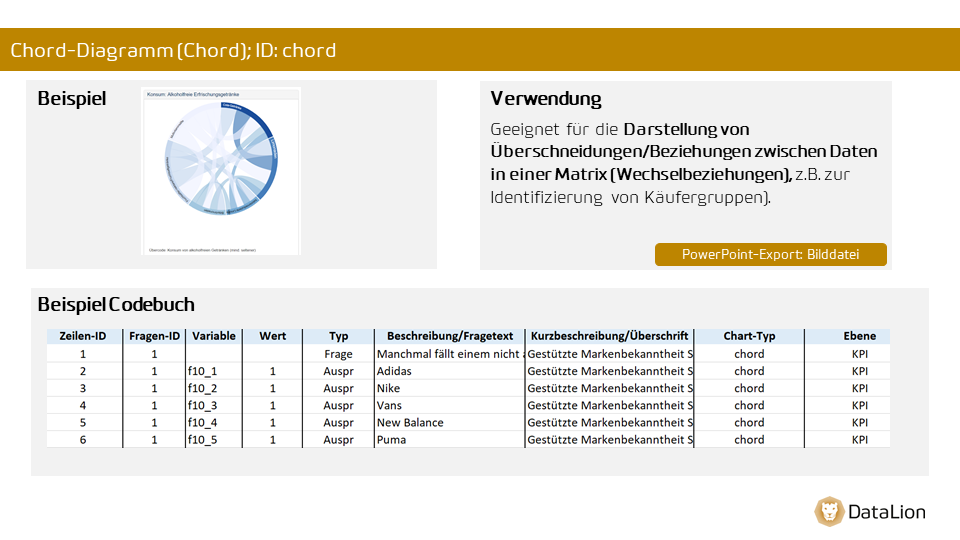 Chord-Diagramm (Chord); ID: chord
Beispiel
Konsum: Alkoholfreie Erfrischungsgetränke
Verwendung
Geeignet für die Darstellung von
Überschneidungen/Beziehungen zwischen Daten
in einer Matrix (Wechselbeziehungen), z.B. zur
Identifizierung von Käufergruppen).
PowerPoint-Export: Bilddatei
Beispiel Codebuch
Zeilen-ID Fragen-ID Variable Wert Typ Beschreibung/Fragetext Kurzbeschreibung/Überschrift Chart-Typ Ebene
1 1 Frage Manchmal fällt einem nicht Gestützte Markenbekanntheit S chord KPI
2 1 f10_1 1 Auspr Adidas Gestützte Markenbekanntheit S chord KPI
3 1 f10_2 1 Auspr Nike Gestützte Markenbekanntheit S chord KPI
4 1 f10_3 1 Auspr Vans Gestützte Markenbekanntheit S chord KPI
5 1 f10_4 1 Auspr New Balance Gestützte Markenbekanntheit S chord KPI
6 1 f10_5 1 Auspr Puma Gestützte Markenbekanntheit S chord KPI
DataLion